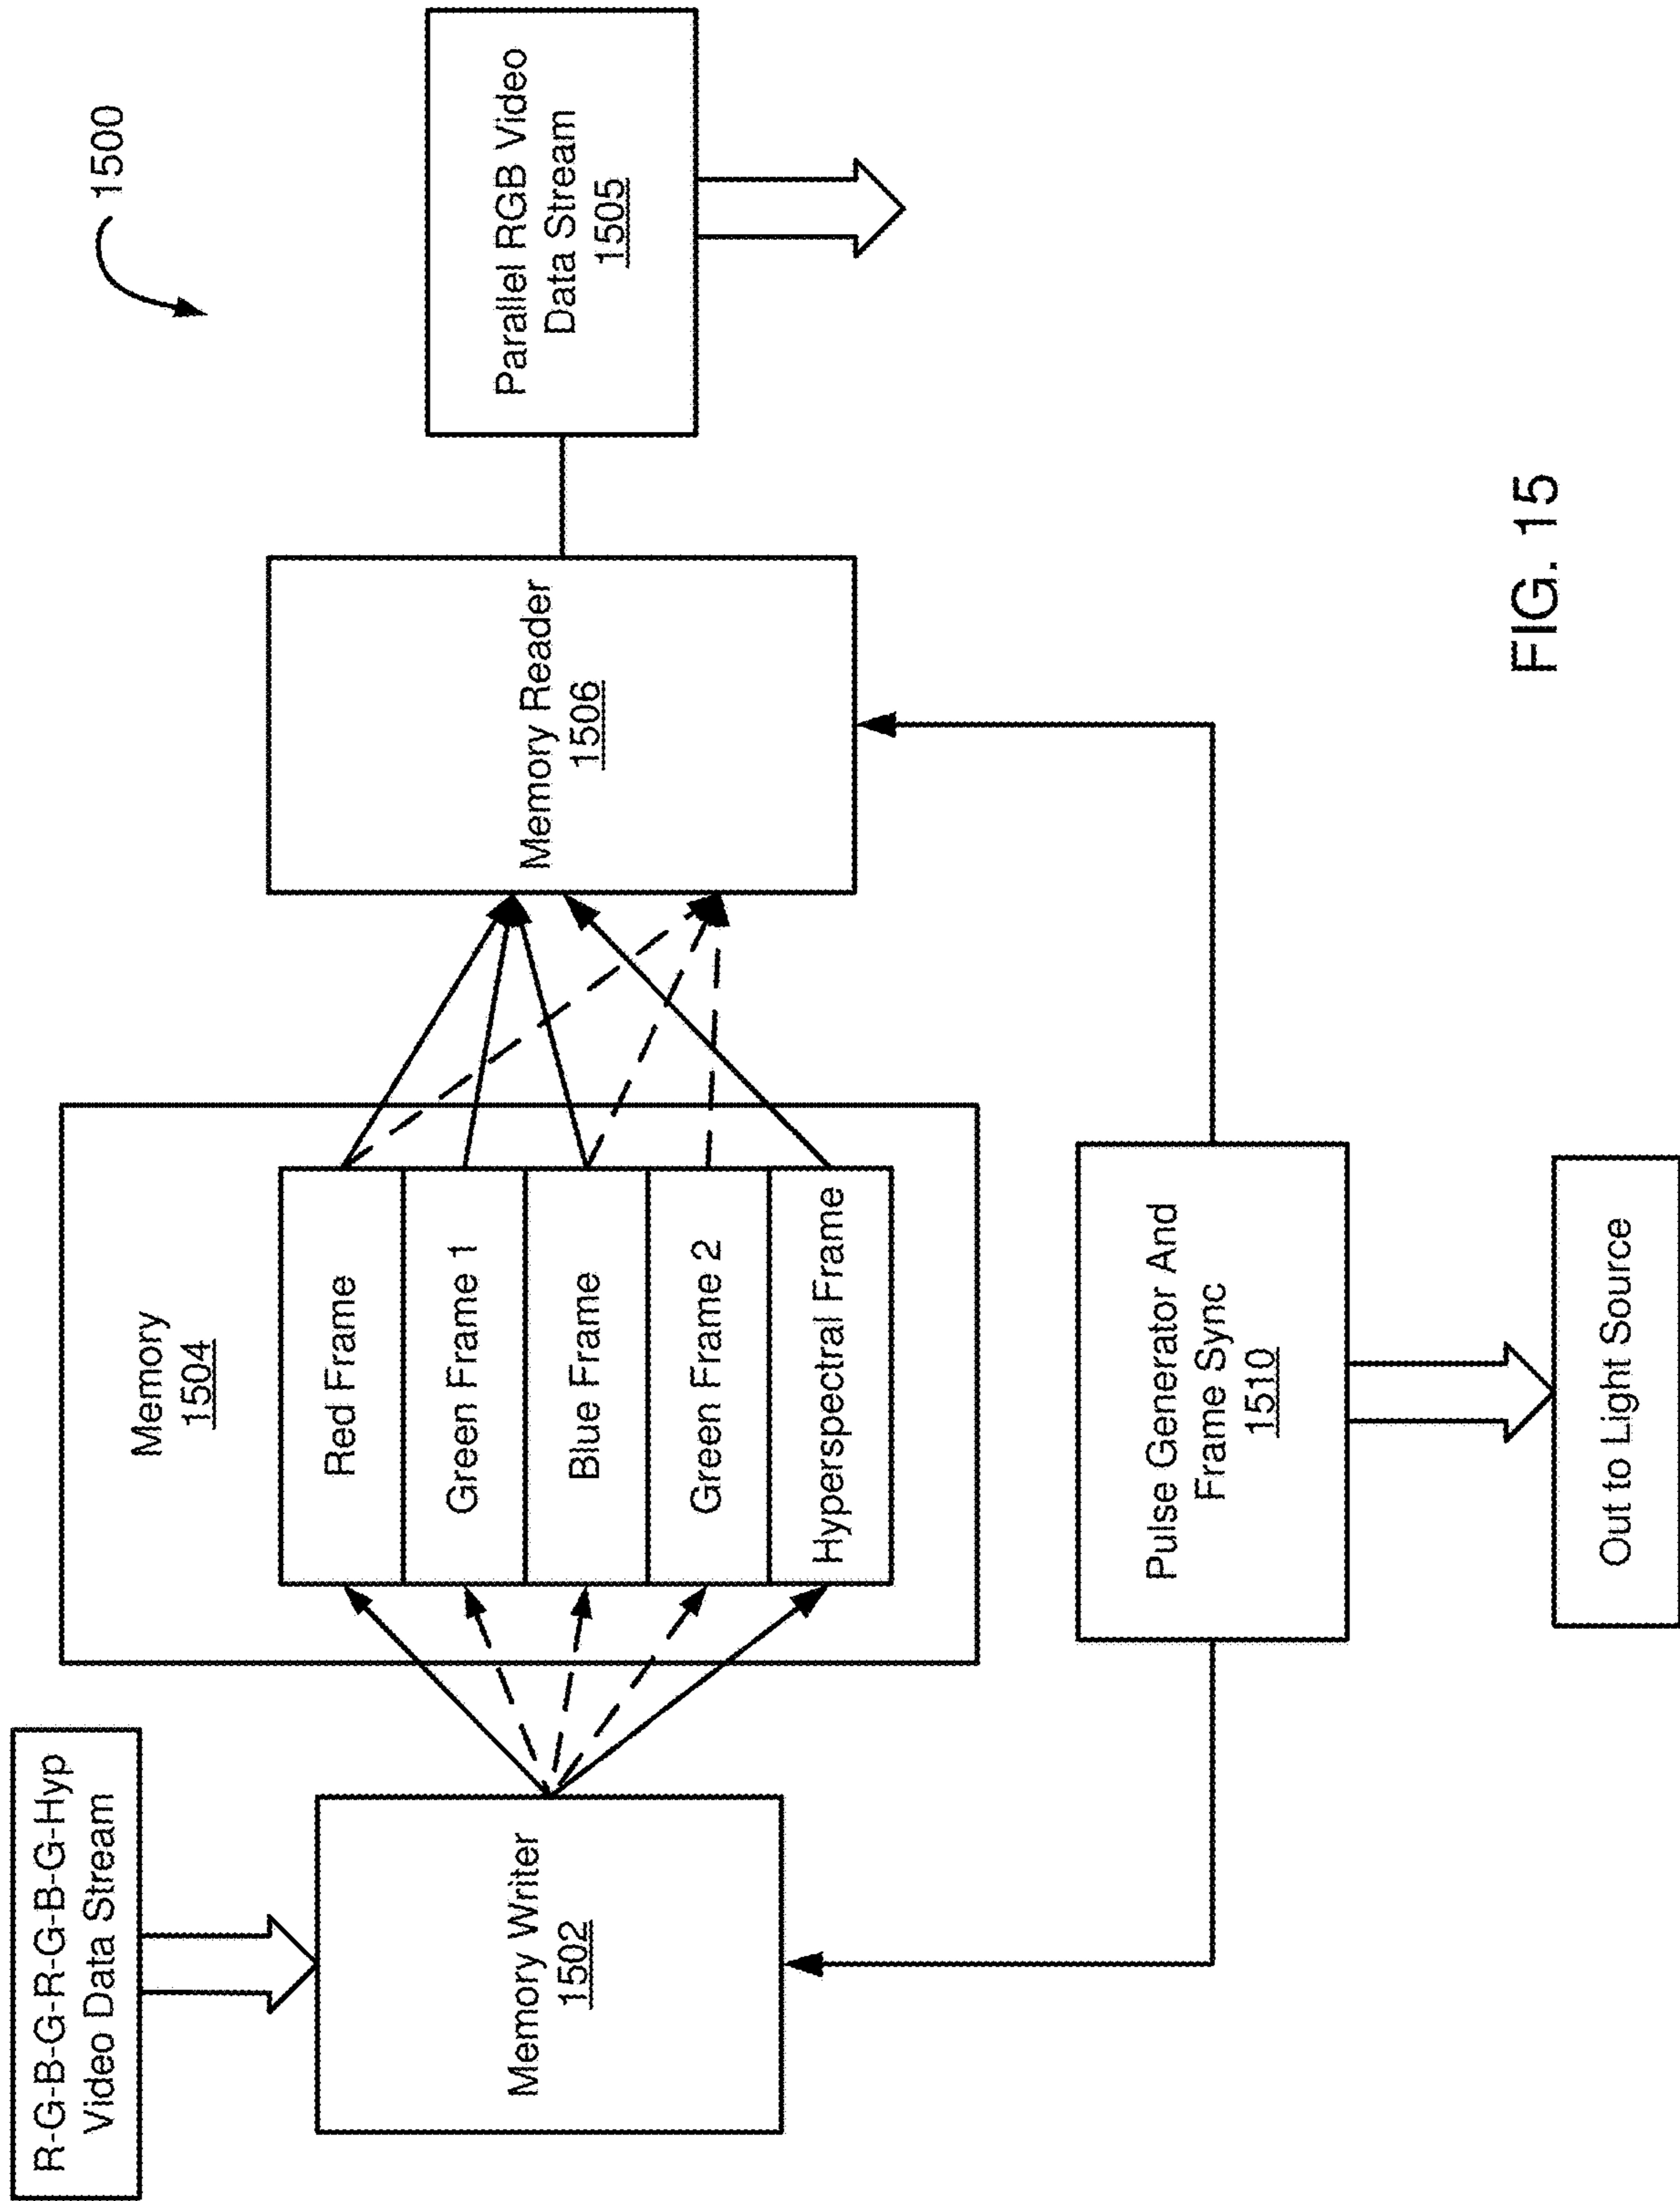 1500
R-G-B-G-R-G-B-G-Hyp
Video Data Stream
Memory Writer
1502
Memory
1504
Red Frame
Green Frame 1
Blue Frame
Green Frame 2
Hyperspectral Frame
Memory Reader
1506
Parallel RGB Video
Data Stream
1505
Pulse Generator And
Frame Sync
1510
Out to Light Source
FIG. 15